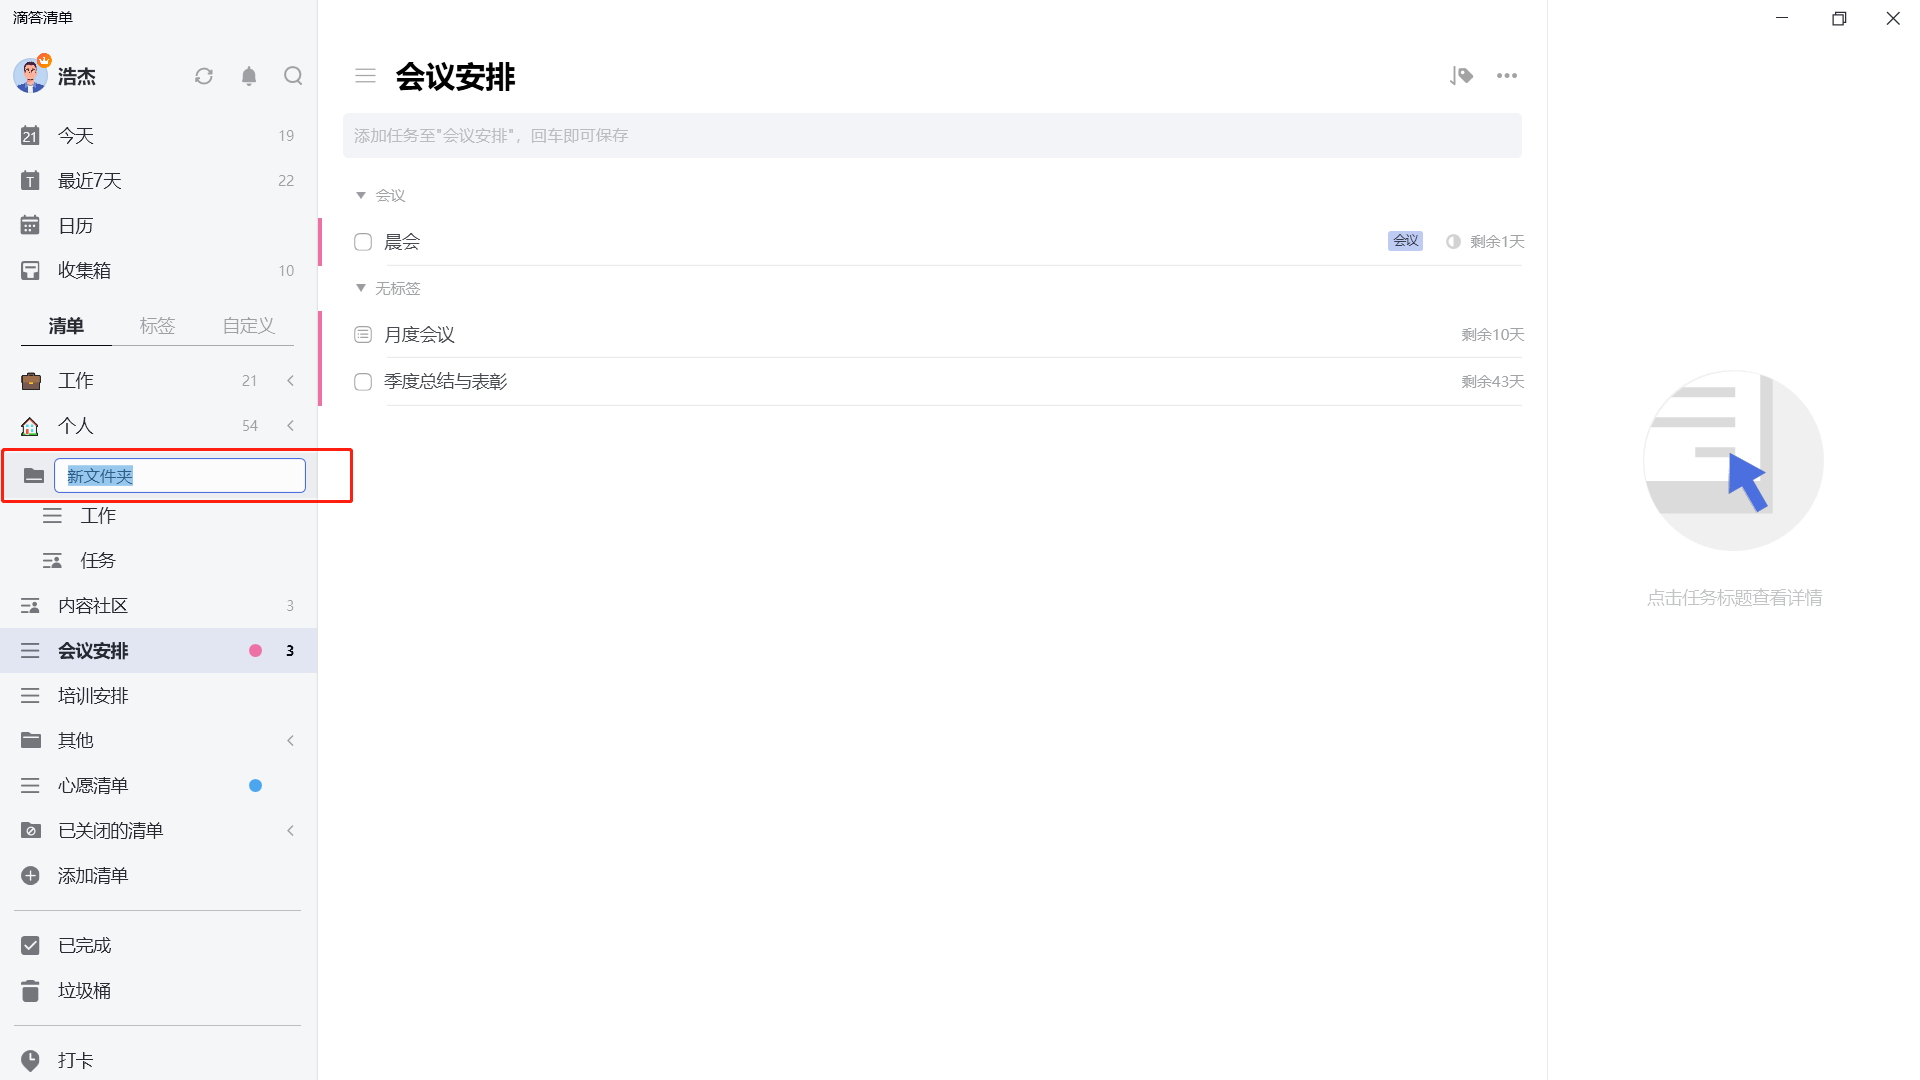 滴答清单
浩杰
21 今天 19
T 最近7天 22
日历
收集箱 10
清单 标签 自定义
工作 21
个人 54
新文件夹
工作
任务
内容社区 3
会议安排 3
培训安排
其他
心愿清单
已关闭的清单
添加清单
已完成
垃圾桶
打卡
会议安排
添加任务至"会议安排"，回车即可保存
会议
晨会 会议 剩余1天
无标签
月度会议 剩余10天
季度总结与表彰 剩余43天
点击任务标题查看详情